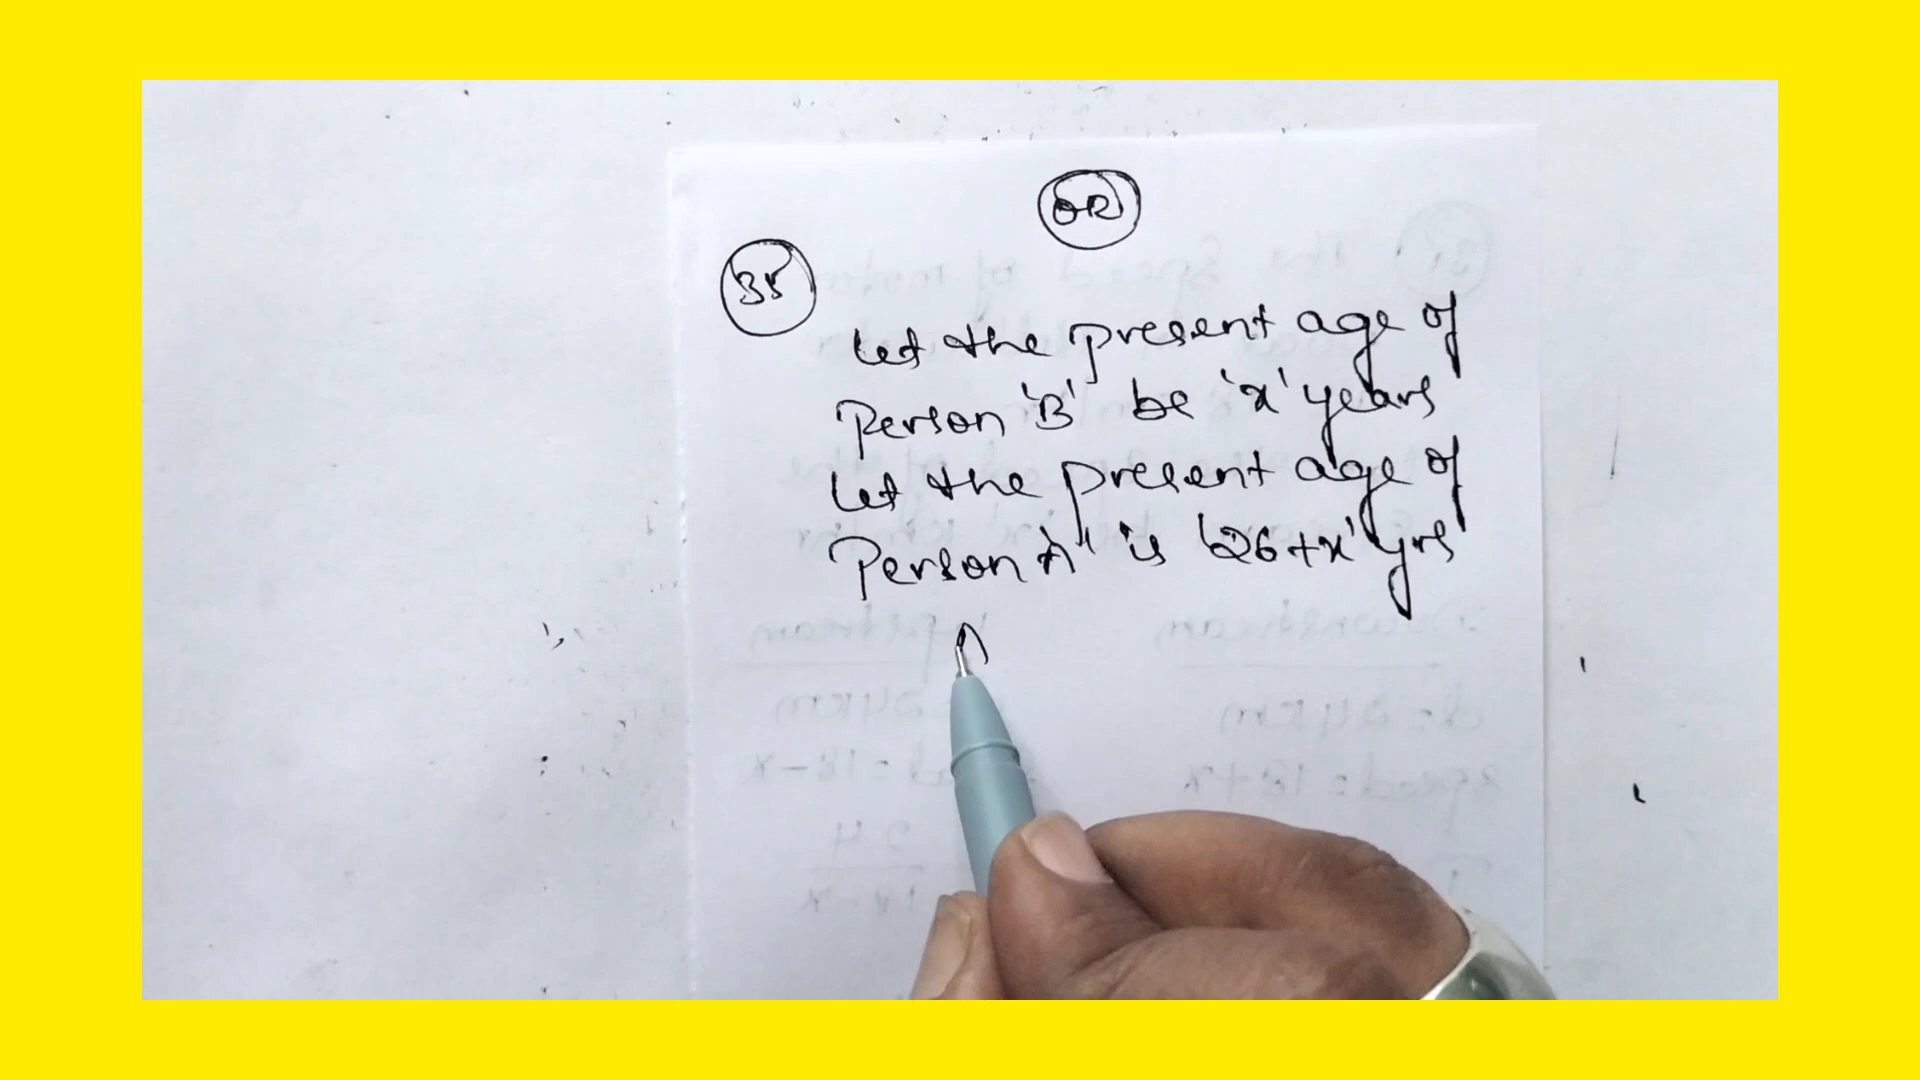 OR
35
Let the present age of
Person 'B' be 'x' years
Let the present age of
Person 'A' is '26+x' yrs
A